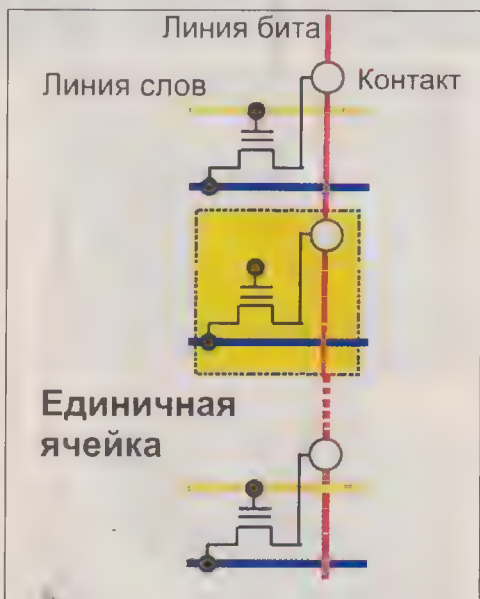 Линия бита
Линия слов
Контакт
Единичная
ячейка